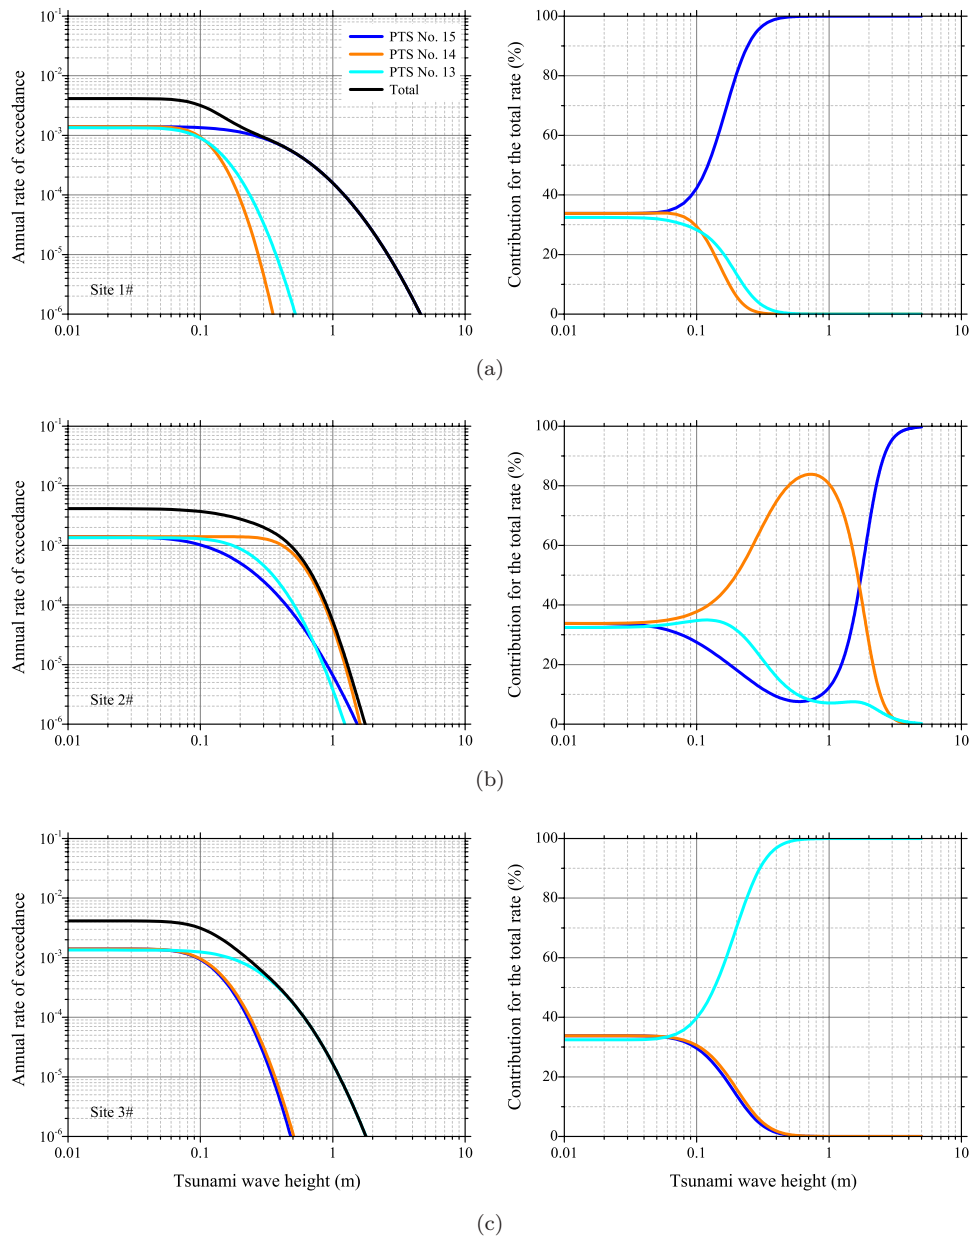 10⁻¹
10⁻²
10⁻³
10⁻⁴
10⁻⁵
10⁻⁶
0.01 0.1 1 10
Annual rate of exceedance
PTS No. 15
PTS No. 14
PTS No. 13
Total
Site 1#
100
80
60
40
20
0
0.01 0.1 1 10
Contribution for the total rate (%)
(a)
10⁻¹
10⁻²
10⁻³
10⁻⁴
10⁻⁵
10⁻⁶
0.01 0.1 1 10
Annual rate of exceedance
Site 2#
100
80
60
40
20
0
0.01 0.1 1 10
Contribution for the total rate (%)
(b)
10⁻¹
10⁻²
10⁻³
10⁻⁴
10⁻⁵
10⁻⁶
0.01 0.1 1 10
Annual rate of exceedance
Site 3#
Tsunami wave height (m)
100
80
60
40
20
0
0.01 0.1 1 10
Contribution for the total rate (%)
Tsunami wave height (m)
(c)